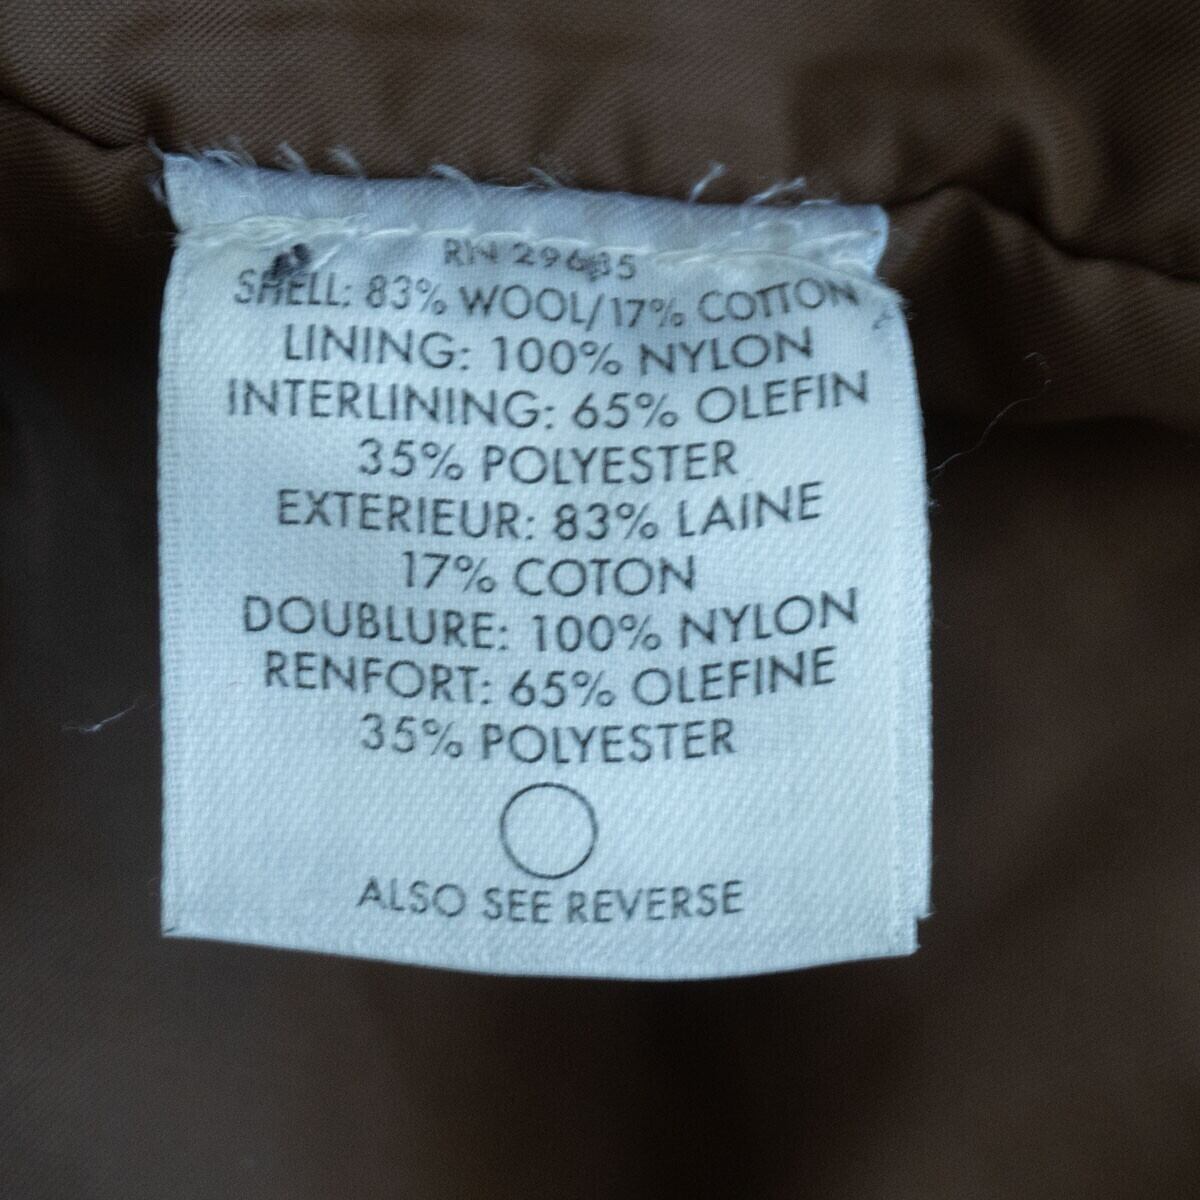 RN 29685
SHELL: 83% WOOL/17% COTTON
LINING: 100% NYLON
INTERLINING: 65% OLEFIN
35% POLYESTER
EXTERIEUR: 83% LAINE
17% COTON
DOUBLURE: 100% NYLON
RENFORT: 65% OLEFINE
35% POLYESTER
ALSO SEE REVERSE